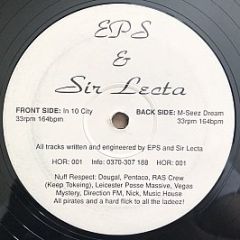 EPS
&
Sir Lecta
FRONT SIDE: In 10 City BACK SIDE: M-Seez Dream
33rpm 164bpm 33rpm 164bpm
All tracks written and engineered by EPS and Sir Lecta
HOR: 001 Info: 0370-307 188 HOR: 001
Nuff Respect: Dougal, Pentaco, RAS Crew
(Keep Tokeing), Leicester Posse Massive, Vegas
Mystery, Direction FM, Nick, Music House
All pirates and a hard flick to all the ladeez!